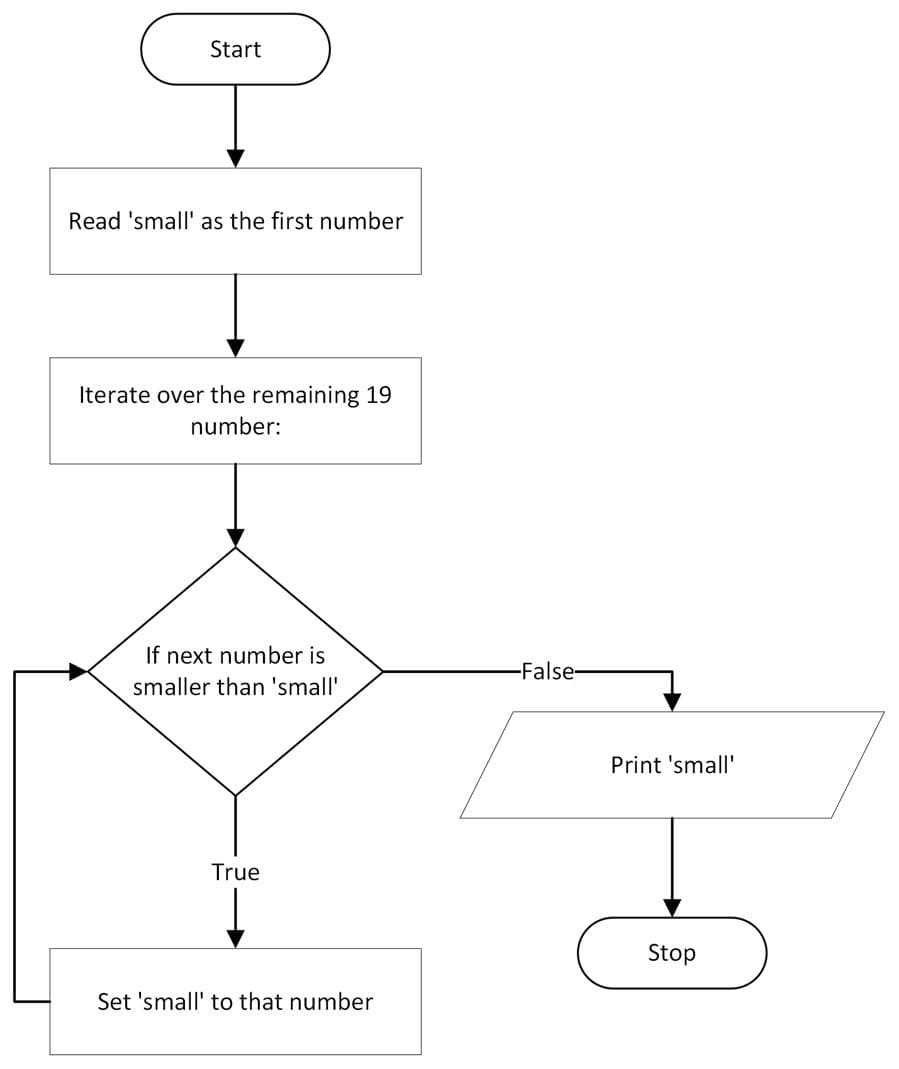 Start
Read 'small' as the first number
Iterate over the remaining 19
number:
If next number is
smaller than 'small'
False
Print 'small'
True
Stop
Set 'small' to that number